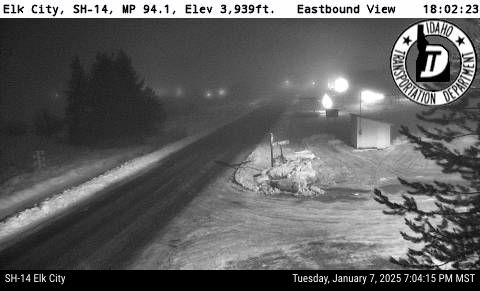 Elk City, SH-14, MP 94.1, Elev 3,939ft. Eastbound View 18:02:23
IDAHO
TRANSPORTATION DEPARTMENT
SH-14 Elk City Tuesday, January 7, 2025 7:04:15 PM MST